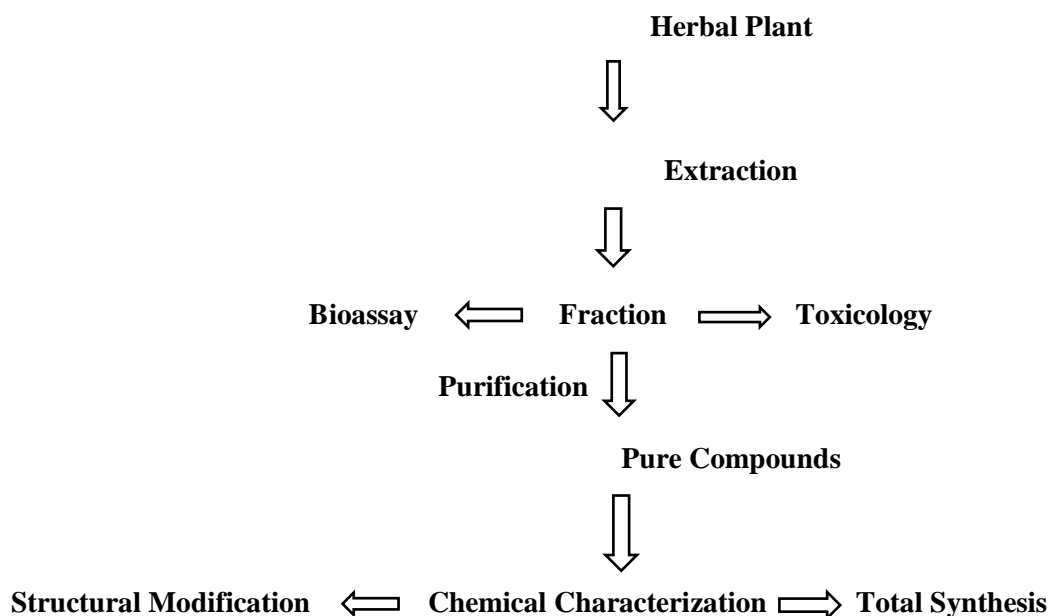 Herbal Plant
Extraction
Bioassay Fraction Toxicology
Purification
Pure Compounds
Structural Modification Chemical Characterization Total Synthesis